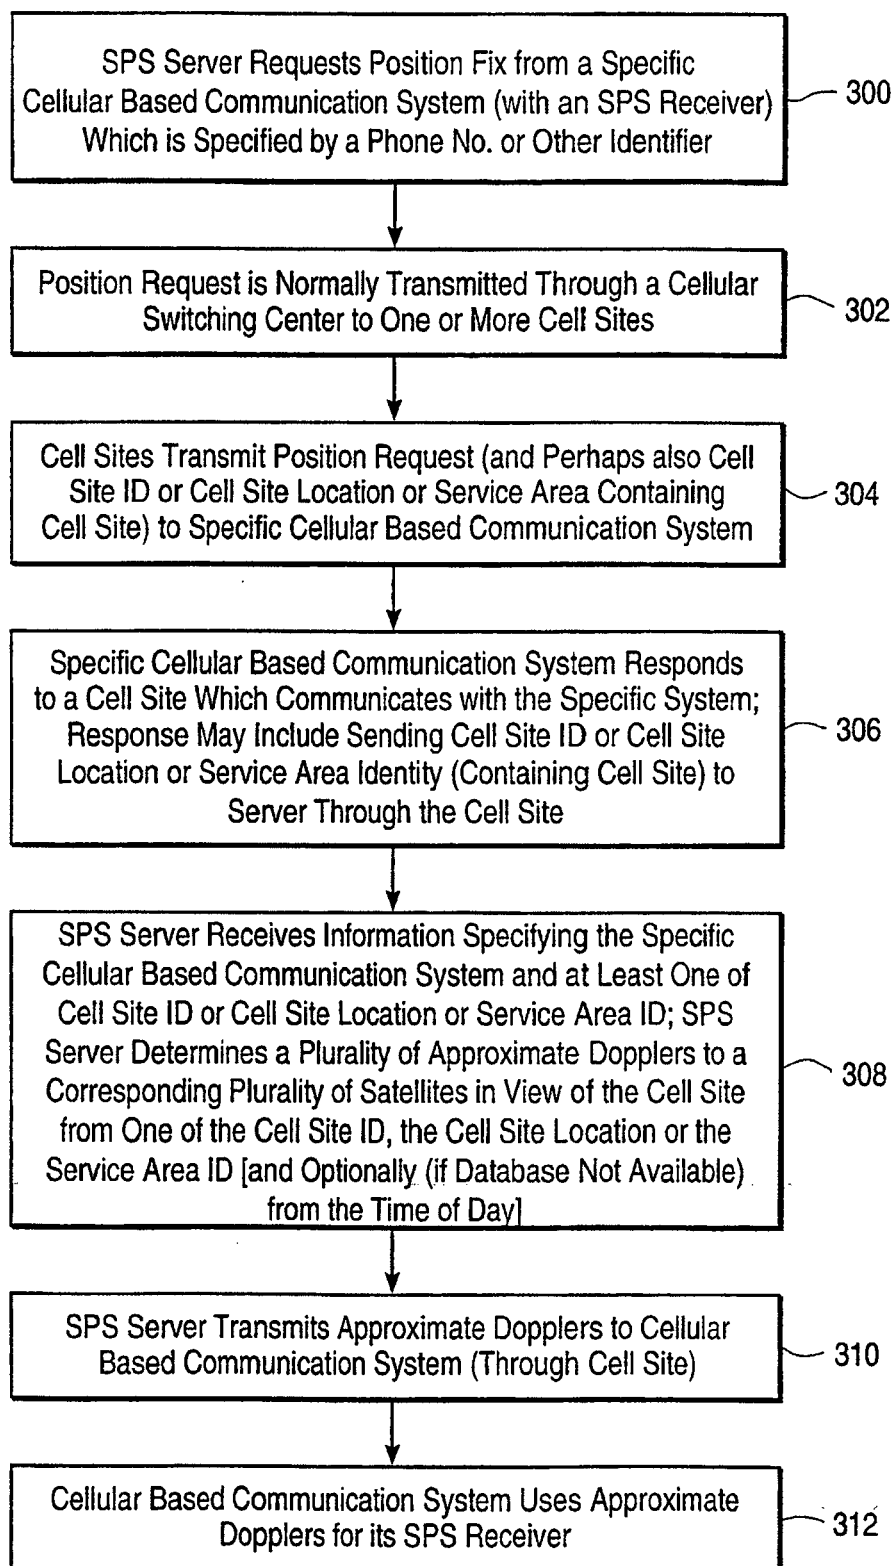 SPS Server Requests Position Fix from a Specific
Cellular Based Communication System (with an SPS Receiver)
Which is Specified by a Phone No. or Other Identifier
300
Position Request is Normally Transmitted Through a Cellular
Switching Center to One or More Cell Sites
302
Cell Sites Transmit Position Request (and Perhaps also Cell
Site ID or Cell Site Location or Service Area Containing
Cell Site) to Specific Cellular Based Communication System
304
Specific Cellular Based Communication System Responds
to a Cell Site Which Communicates with the Specific System;
Response May Include Sending Cell Site ID or Cell Site
Location or Service Area Identity (Containing Cell Site) to
Server Through the Cell Site
306
SPS Server Receives Information Specifying the Specific
Cellular Based Communication System and at Least One of
Cell Site ID or Cell Site Location or Service Area ID; SPS
Server Determines a Plurality of Approximate Dopplers to a
Corresponding Plurality of Satellites in View of the Cell Site
from One of the Cell Site ID, the Cell Site Location or the
Service Area ID [and Optionally (if Database Not Available)
from the Time of Day]
308
SPS Server Transmits Approximate Dopplers to Cellular
Based Communication System (Through Cell Site)
310
Cellular Based Communication System Uses Approximate
Dopplers for its SPS Receiver
312